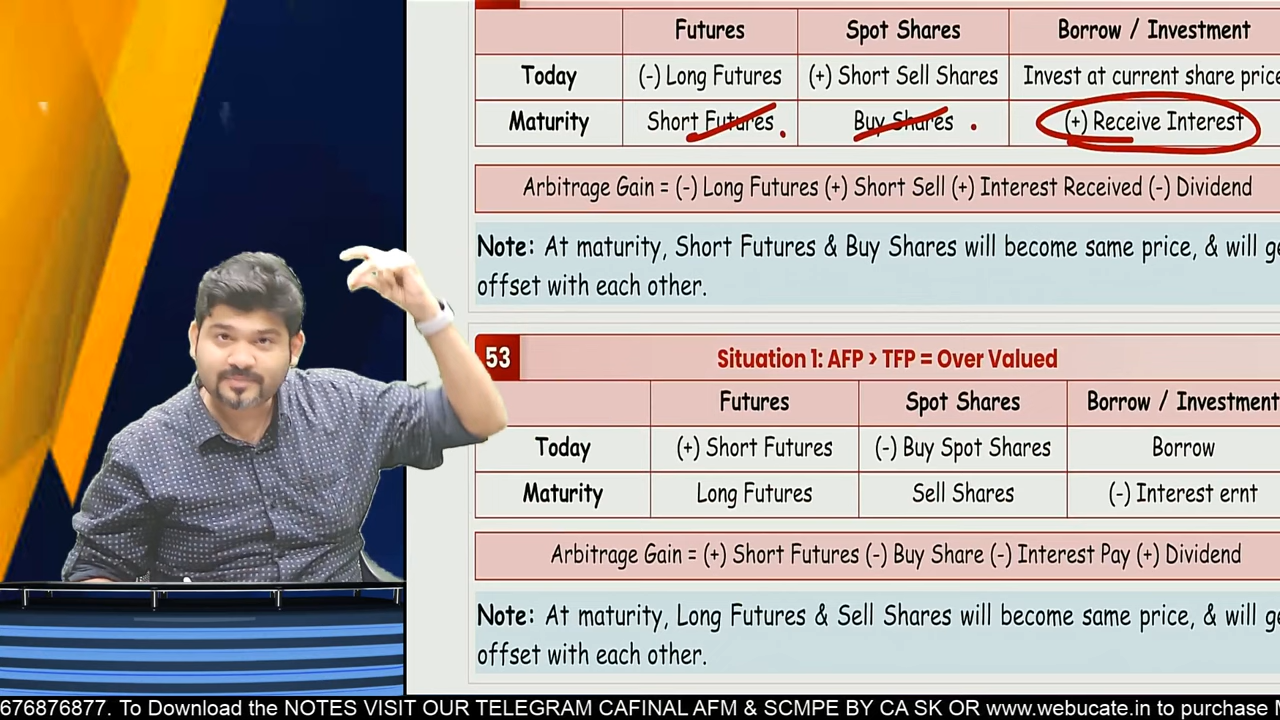 Futures Spot Shares Borrow / Investment
Today (-) Long Futures (+) Short Sell Shares Invest at current share price
Maturity Short Futures Buy Shares (+) Receive Interest
Arbitrage Gain = (-) Long Futures (+) Short Sell (+) Interest Received (-) Dividend
Note: At maturity, Short Futures & Buy Shares will become same price, & will ge
offset with each other.
53 Situation 1: AFP > TFP = Over Valued
Futures Spot Shares Borrow / Investment
Today (+) Short Futures (-) Buy Spot Shares Borrow
Maturity Long Futures Sell Shares (-) Interest ernt
Arbitrage Gain = (+) Short Futures (-) Buy Share (-) Interest Pay (+) Dividend
Note: At maturity, Long Futures & Sell Shares will become same price, & will ge
offset with each other.
676876877. To Download the NOTES VISIT OUR TELEGRAM CAFINAL AFM & SCMPE BY CA SK OR www.webucate.in to purchase